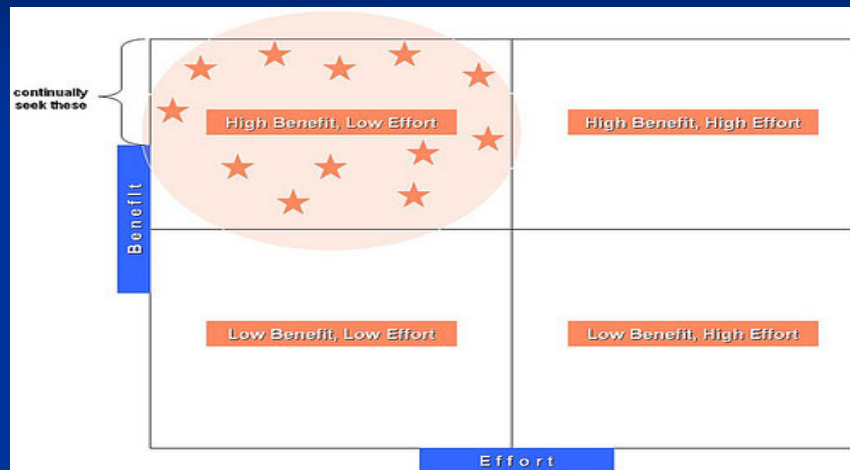 continually
seek these
High Benefit, Low Effort
High Benefit, High Effort
Benefit
Low Benefit, Low Effort
Low Benefit, High Effort
Effort